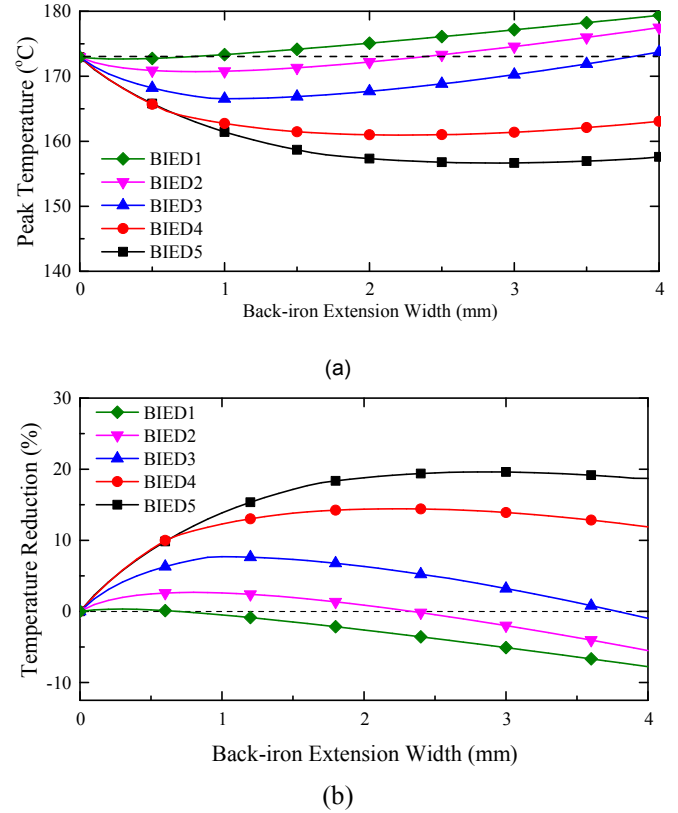 180
170
160
150
140
Peak Temperature (°C)
BIED1
BIED2
BIED3
BIED4
BIED5
0 1 2 3 4
Back-iron Extension Width (mm)
(a)
30
20
10
0
-10
Temperature Reduction (%)
BIED1
BIED2
BIED3
BIED4
BIED5
0 1 2 3 4
Back-iron Extension Width (mm)
(b)